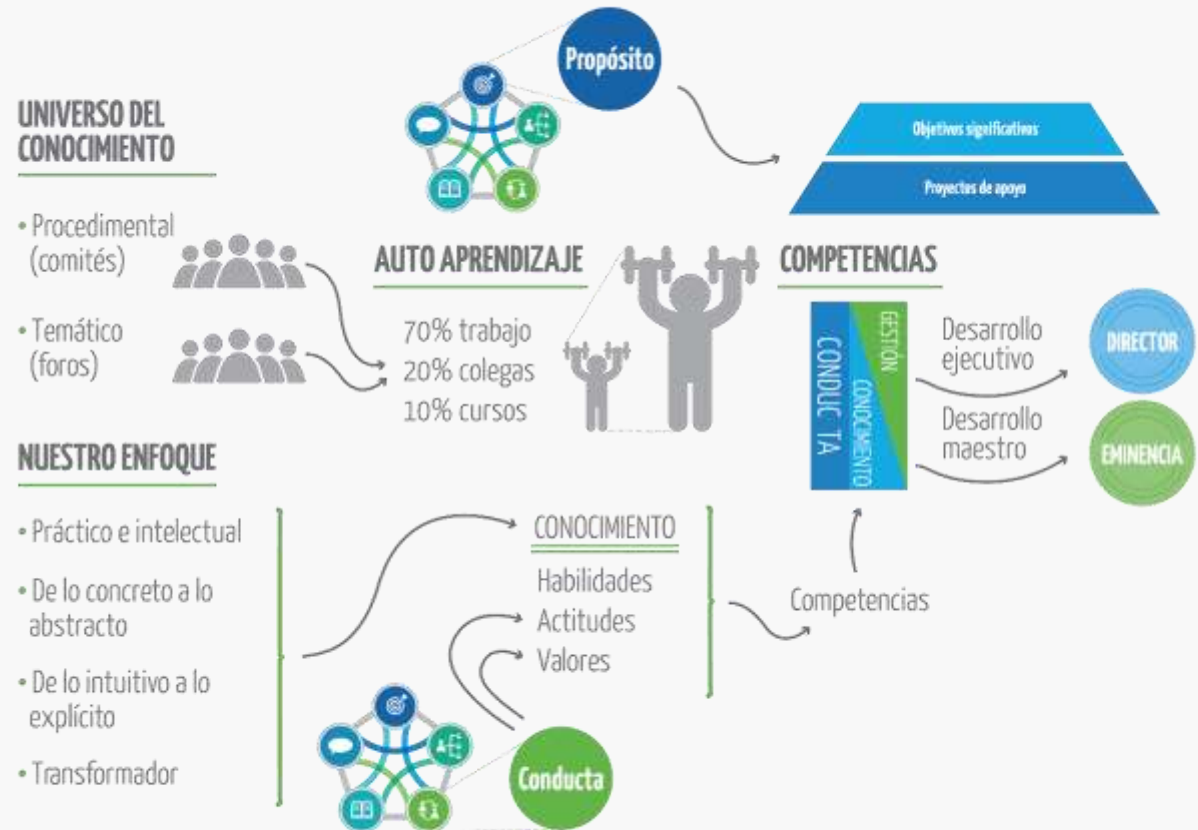 Propósito
Objetivos significativos
Proyectos de apoyo
UNIVERSO DEL
CONOCIMIENTO
• Procedimental
(comités)
• Temático
(foros)
AUTO APRENDIZAJE
70% trabajo
20% colegas
10% cursos
COMPETENCIAS
CONDUCTA
CONOCIMIENTO
GESTIÓN
Desarrollo
ejecutivo
DIRECTOR
Desarrollo
maestro
EMINENCIA
NUESTRO ENFOQUE
• Práctico e intelectual
• De lo concreto a lo
abstracto
• De lo intuitivo a lo
explícito
• Transformador
CONOCIMIENTO
Habilidades
Actitudes
Valores
Competencias
Conducta